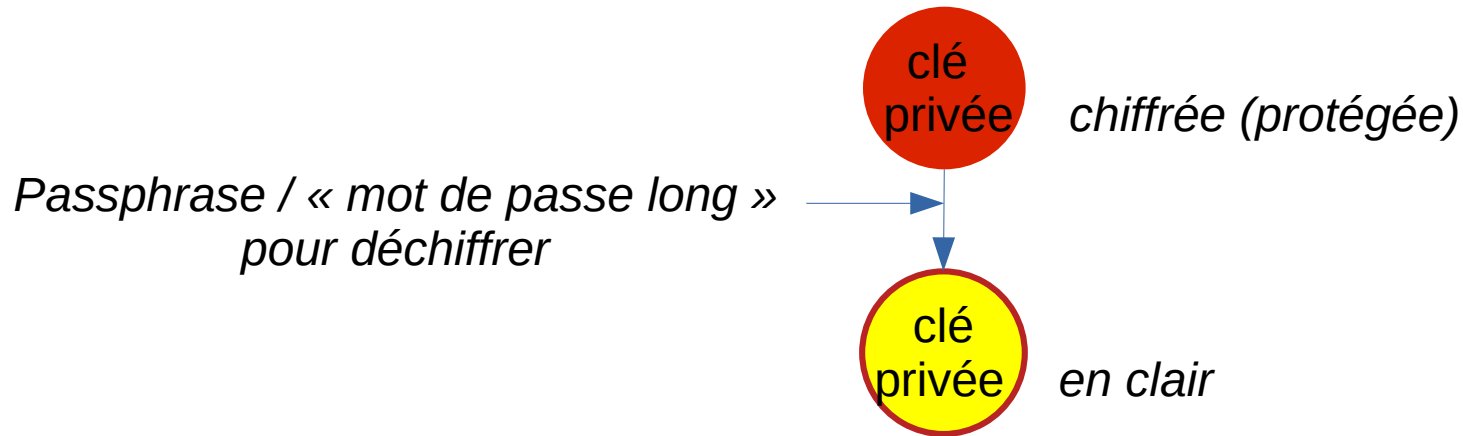 clé
privée
chiffrée (protégée)
Passphrase / « mot de passe long »
pour déchiffrer
clé
privée
en clair